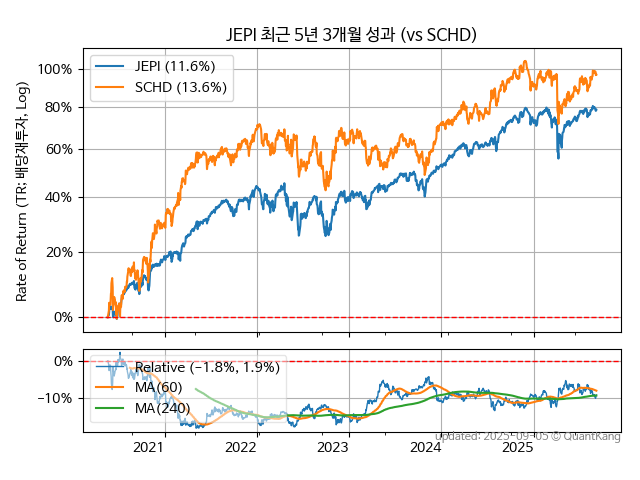 JEPI 최근 5년 3개월 성과 (vs SCHD)
Rate of Return (TR: 배당재투자, Log)
100%
80%
60%
40%
20%
0%
JEPI (11.6%)
SCHD (13.6%)
0%
−10%
Relative (−1.8%, 1.9%)
MA(60)
MA(240)
2021
2022
2023
2024
2025
updated: 2025-09-05 © QuantKang